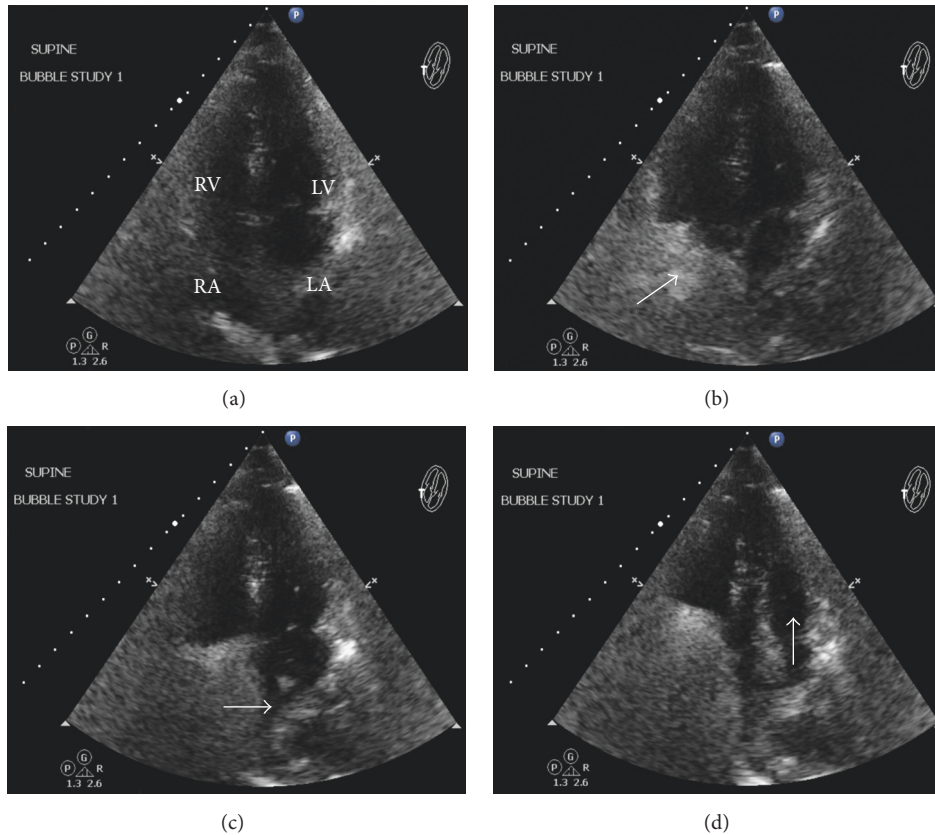 P
SUPINE
BUBBLE STUDY 1
T
x
x
RV
LV
RA
LA
G
P
R
1.3 2.6
(a)
P
SUPINE
BUBBLE STUDY 1
T
x
x
G
P
R
1.3 2.6
(b)
P
SUPINE
BUBBLE STUDY 1
T
x
x
G
P
R
1.3 2.6
(c)
P
SUPINE
BUBBLE STUDY 1
T
x
x
G
P
R
1.3 2.6
(d)